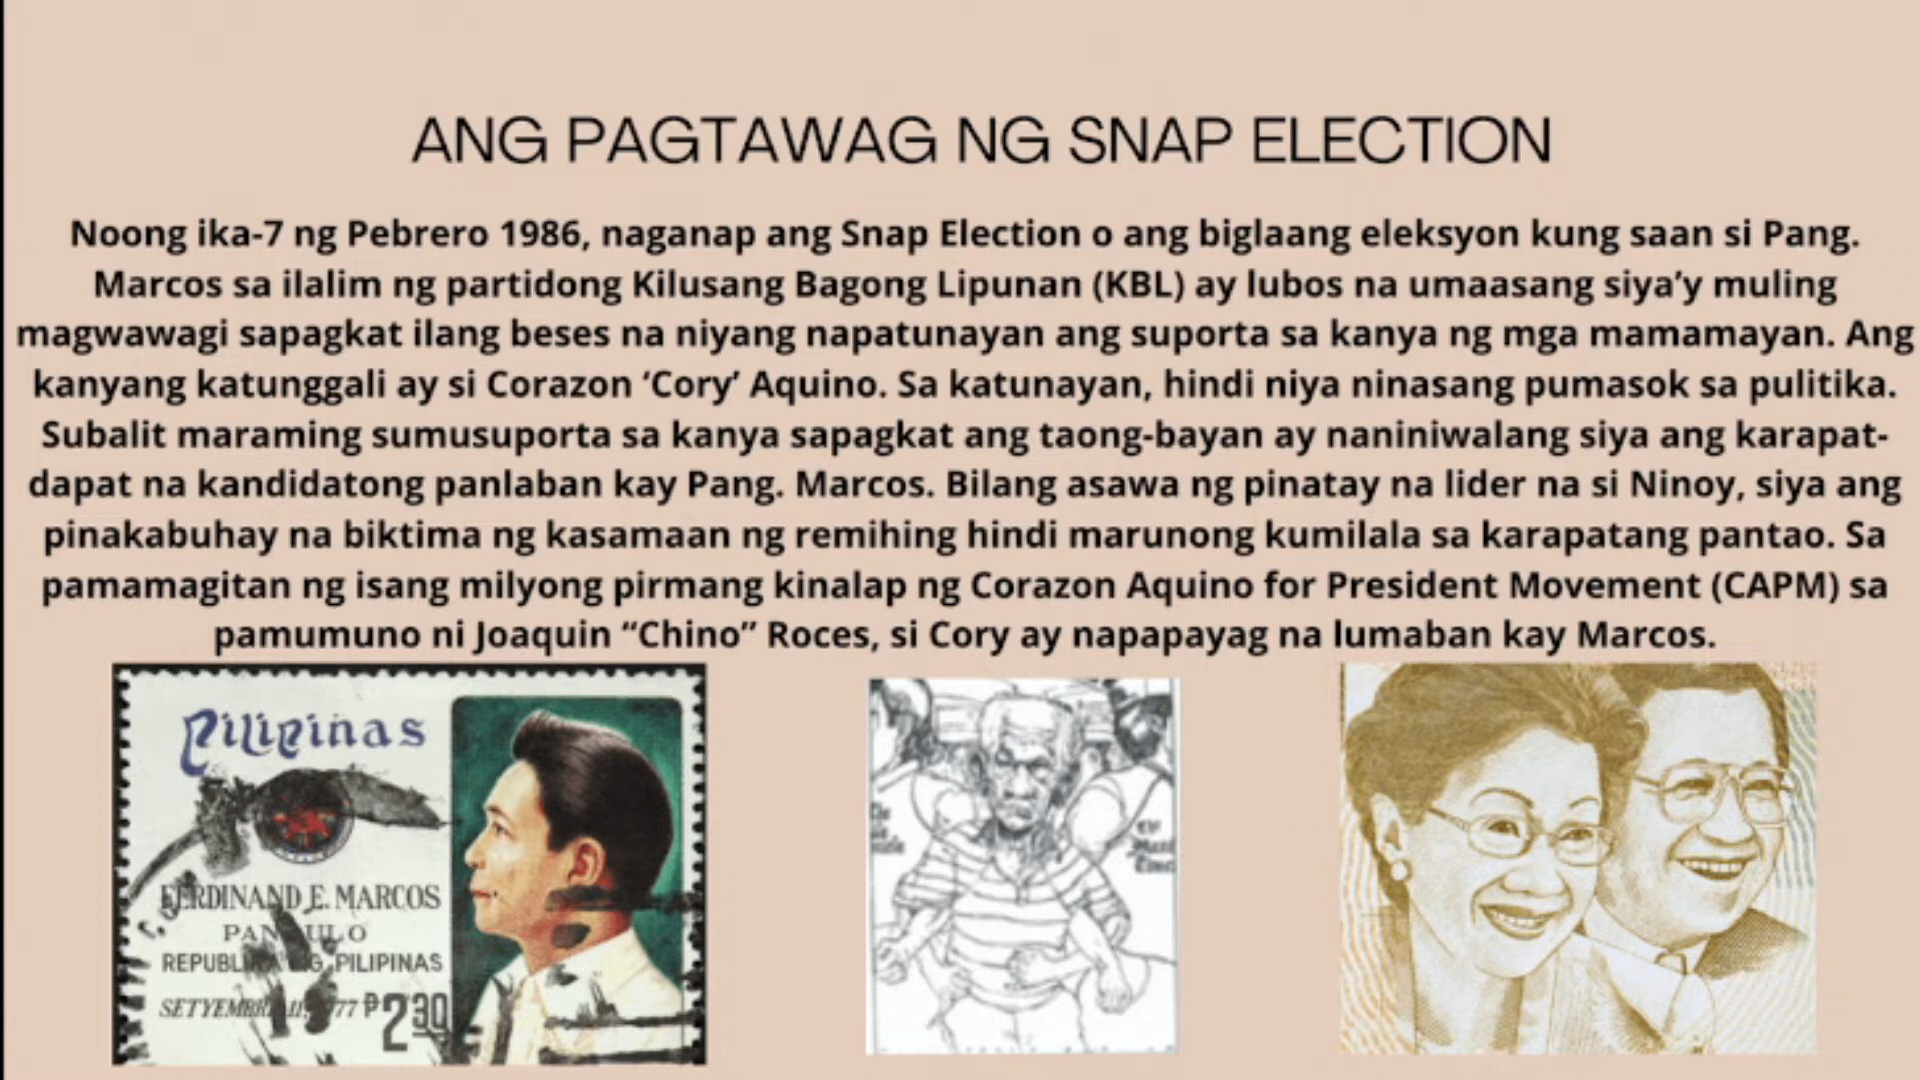 ANG PAGTAWAG NG SNAP ELECTION
Noong ika-7 ng Pebrero 1986, naganap ang Snap Election o ang biglaang eleksyon kung saan si Pang.
Marcos sa ilalim ng partidong Kilusang Bagong Lipunan (KBL) ay lubos na umaasang siya’y muling
magwawagi sapagkat ilang beses na niyang napatunayan ang suporta sa kanya ng mga mamamayan. Ang
kanyang katunggali ay si Corazon ‘Cory’ Aquino. Sa katunayan, hindi niya ninasang pumasok sa pulitika.
Subalit maraming sumusuporta sa kanya sapagkat ang taong-bayan ay naniniwalang siya ang karapat-
dapat na kandidatong panlaban kay Pang. Marcos. Bilang asawa ng pinatay na lider na si Ninoy, siya ang
pinakabuhay na biktima ng kasamaan ng remihing hindi marunong kumilala sa karapatang pantao. Sa
pamamagitan ng isang milyong pirmang kinalap ng Corazon Aquino for President Movement (CAPM) sa
pamumuno ni Joaquin “Chino” Roces, si Cory ay napapayag na lumaban kay Marcos.
Pilipinas
FERDINAND E. MARCOS
PANGULO
REPUBLIKA NG PILIPINAS
₱2 30